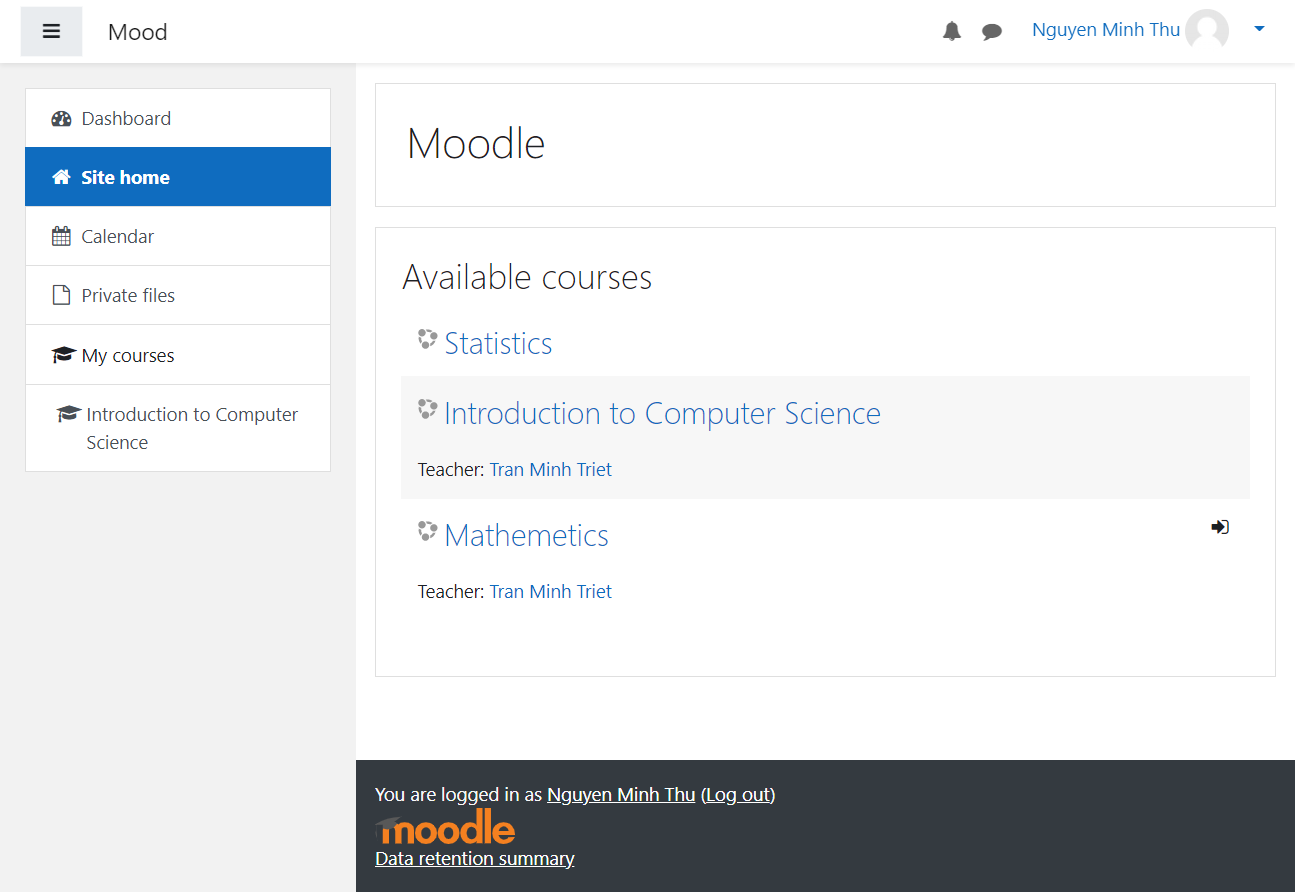 Mood
Nguyen Minh Thu
Dashboard
Site home
Calendar
Private files
My courses
Introduction to Computer
Science
Moodle
Available courses
Statistics
Introduction to Computer Science
Teacher: Tran Minh Triet
Mathemetics
Teacher: Tran Minh Triet
You are logged in as Nguyen Minh Thu (Log out)
moodle
Data retention summary